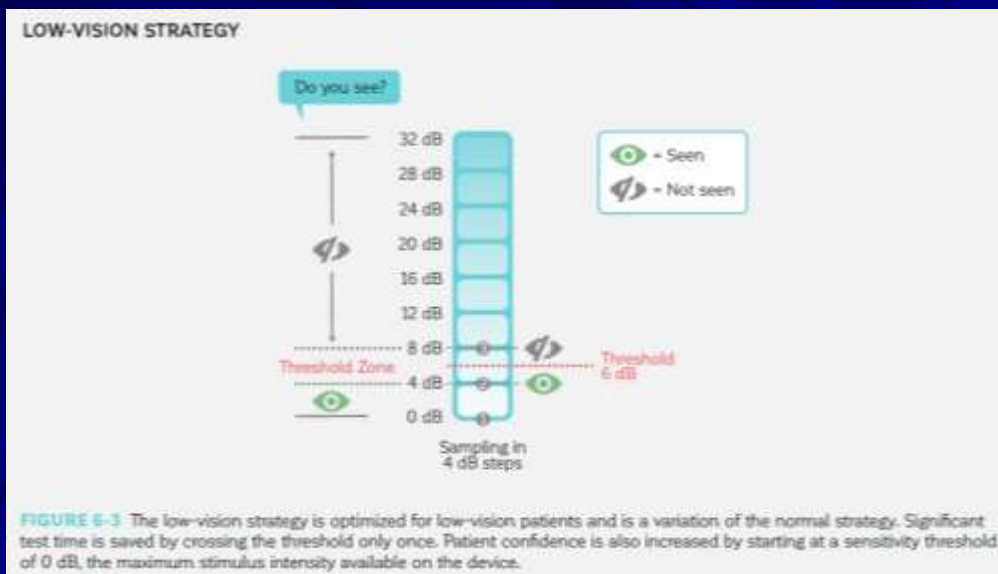 LOW-VISION STRATEGY
Do you see?
32 dB
28 dB
24 dB
20 dB
16 dB
12 dB
8 dB
4 dB
0 dB
= Seen
= Not seen
Threshold Zone
Threshold
6 dB
Sampling in
4 dB steps
FIGURE 6-3 The low-vision strategy is optimized for low-vision patients and is a variation of the normal strategy. Significant
test time is saved by crossing the threshold only once. Patient confidence is also increased by starting at a sensitivity threshold
of 0 dB, the maximum stimulus intensity available on the device.